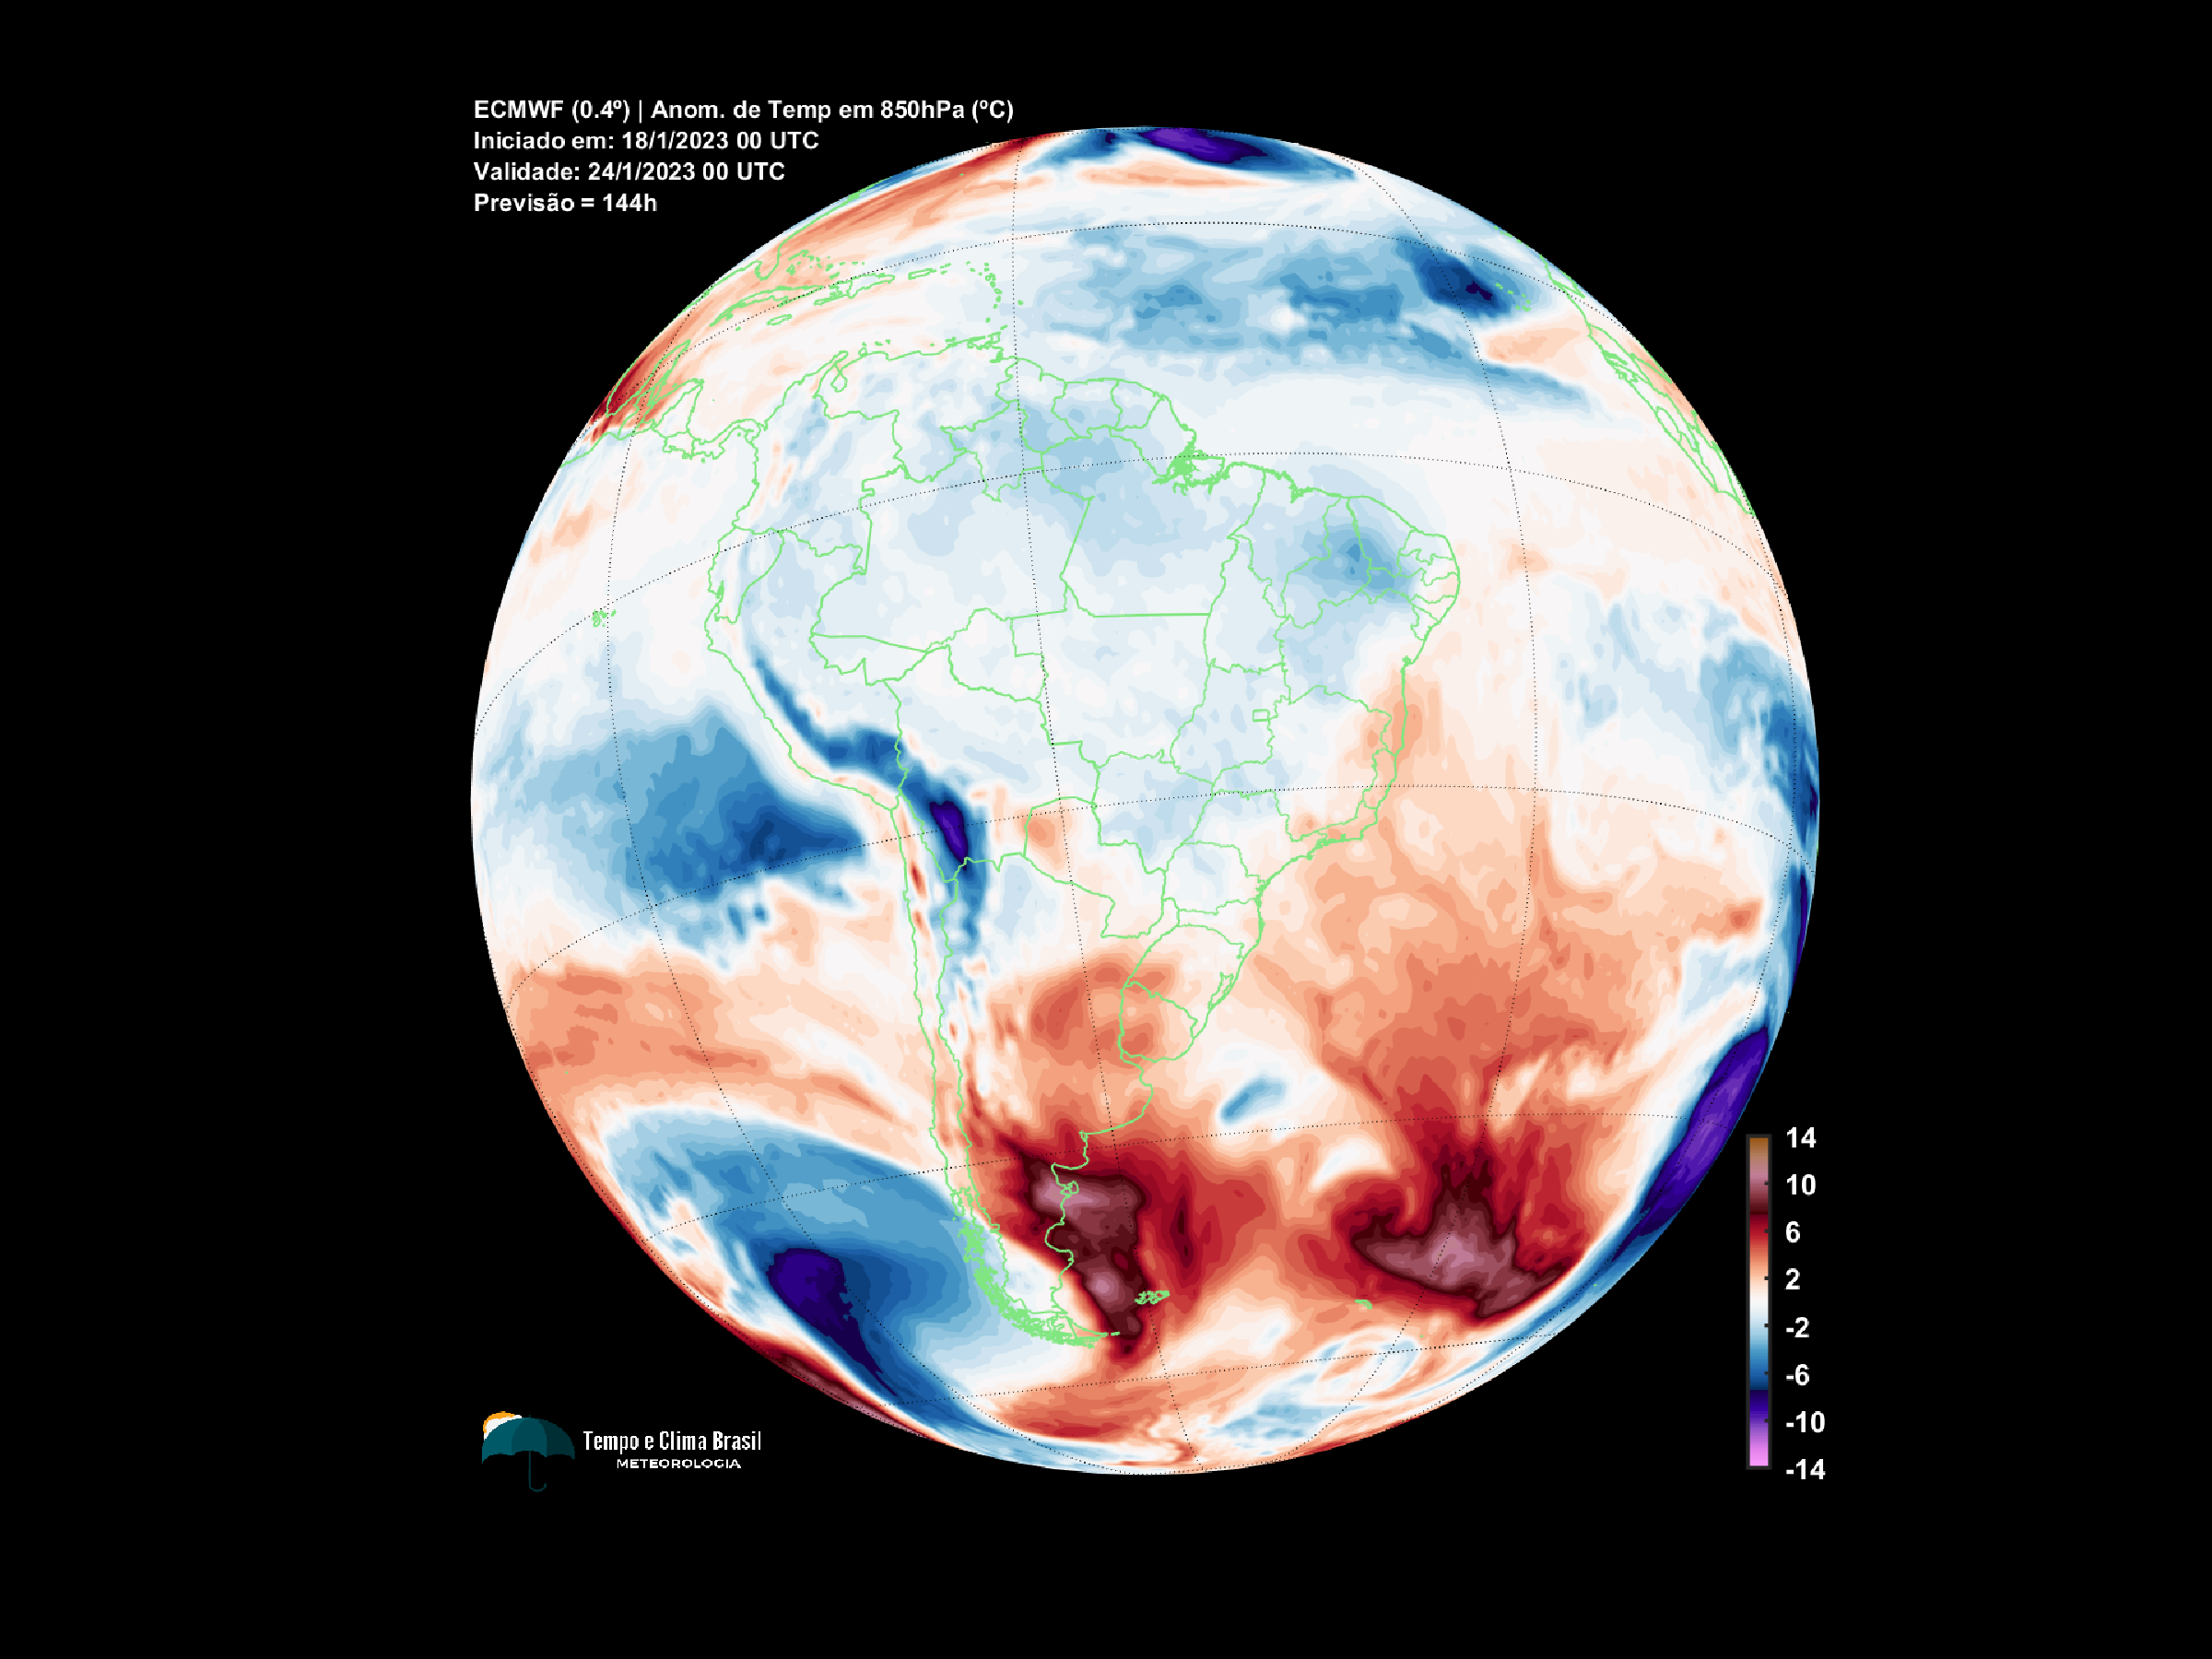 ECMWF (0.4º) | Anom. de Temp em 850hPa (ºC)
Iniciado em: 18/1/2023 00 UTC
Validade: 24/1/2023 00 UTC
Previsão = 144h
14
10
6
2
-2
-6
-10
-14
Tempo e Clima Brasil
METEOROLOGIA